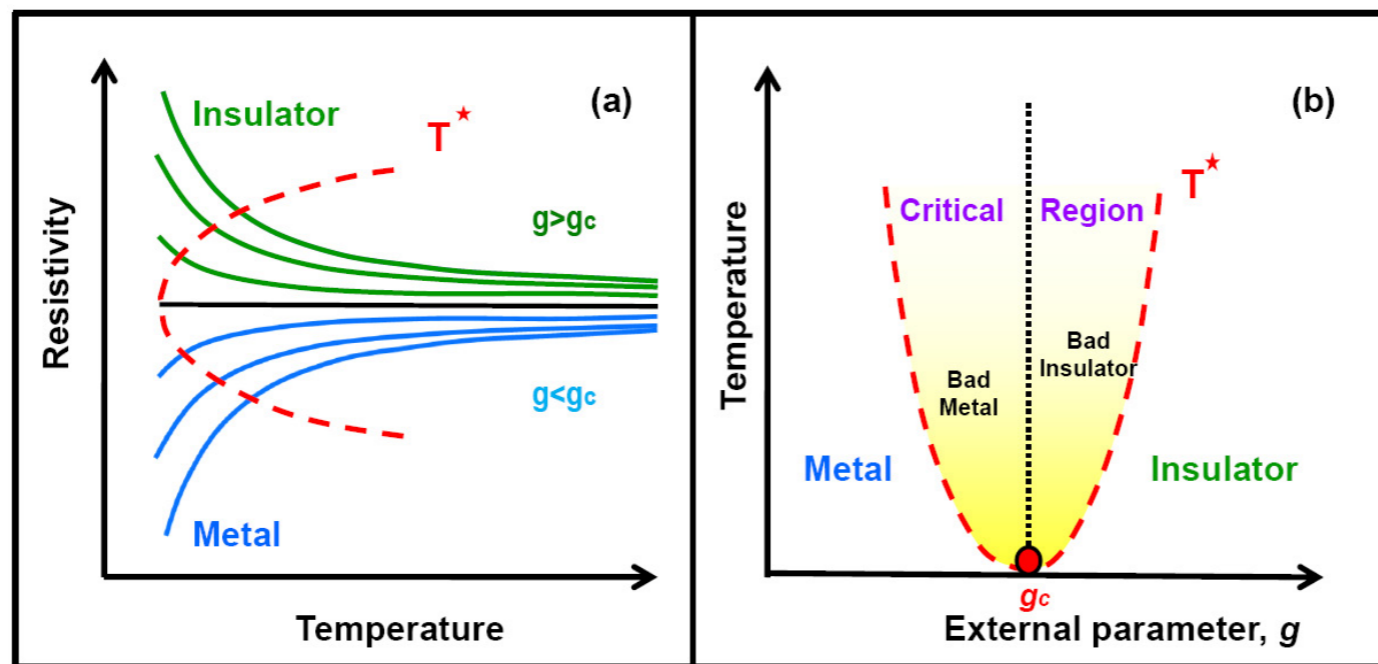 (a)
Insulator
T★
g>gc
g<gc
Metal
Resistivity
Temperature
(b)
T★
Critical Region
Bad
Insulator
Bad
Metal
Metal
Insulator
gc
Temperature
External parameter, g